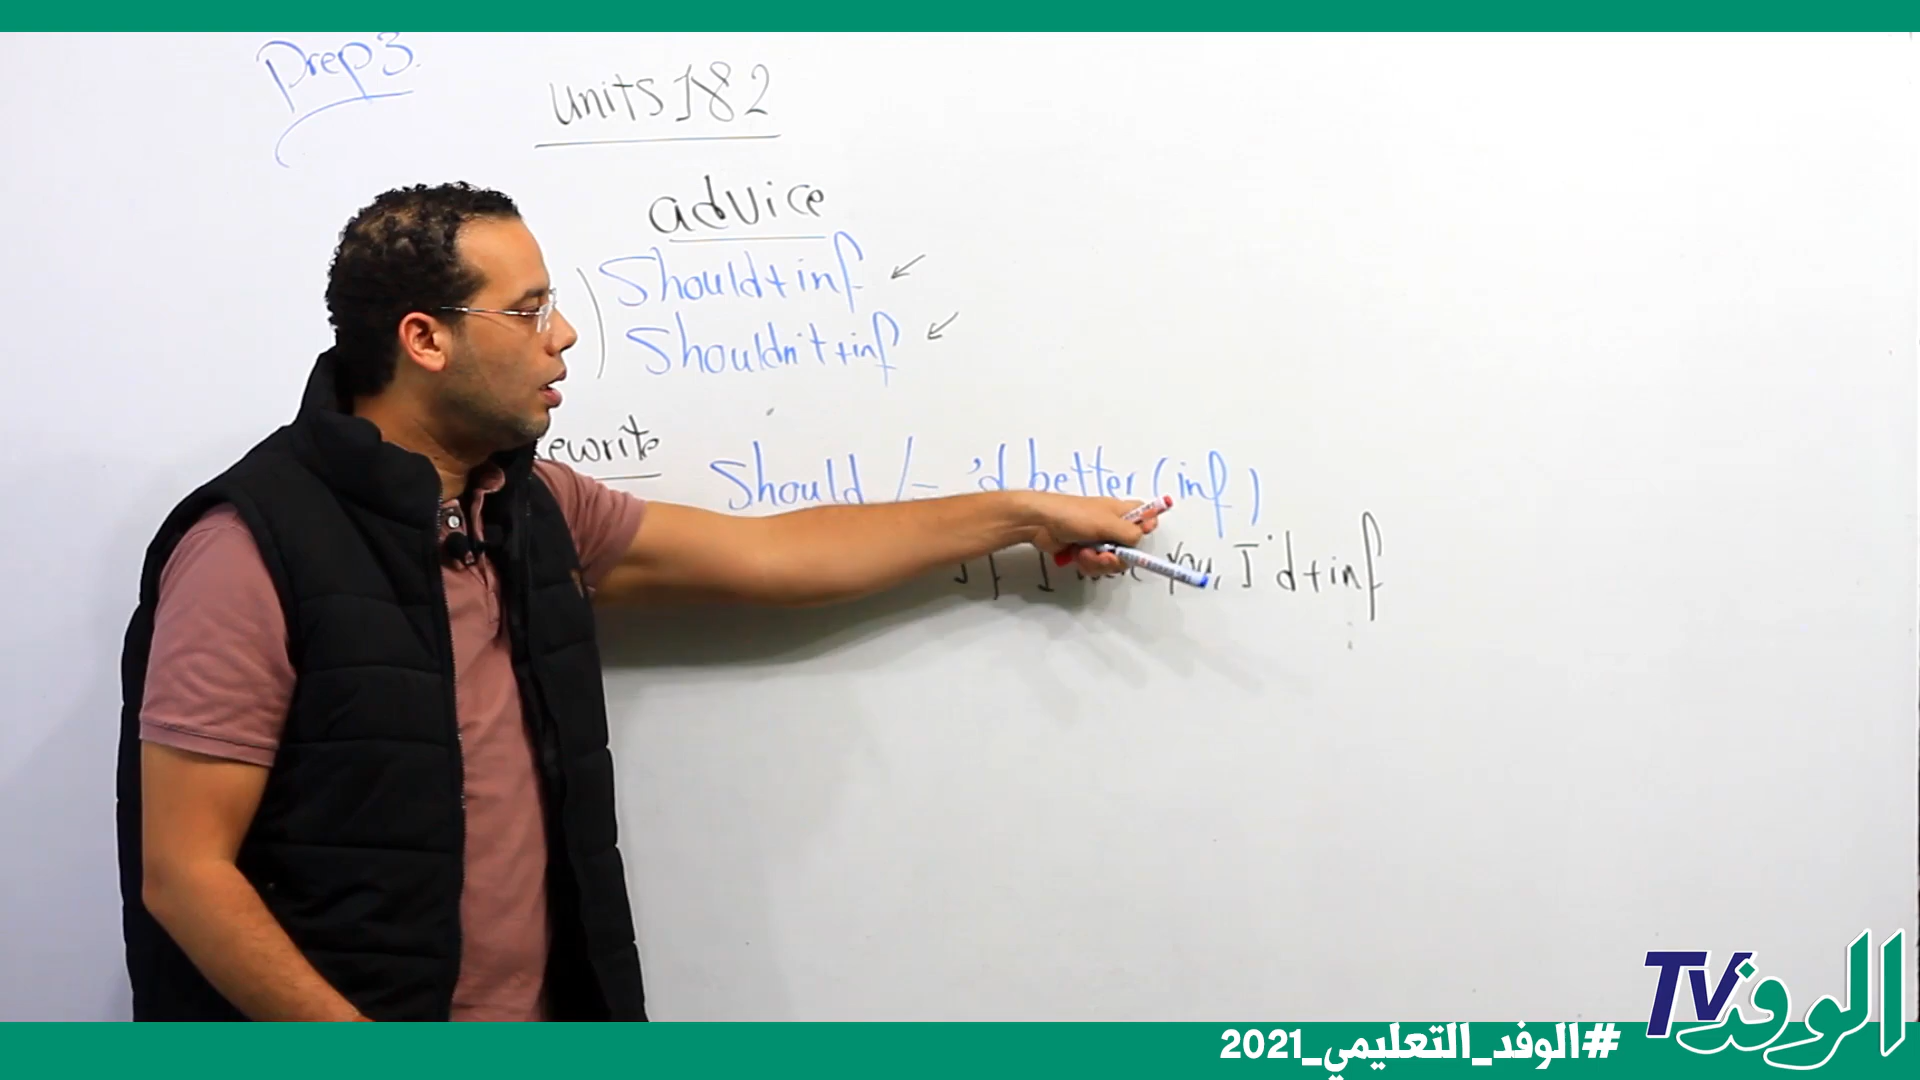 Prep 3.
Units 1 & 2
advice
Should + inf
Shouldn't + inf
rewrite
Should / = 'd better (inf)
If I were you, I'd + inf
الوفد TV
#الوفد_التعليمي_2021